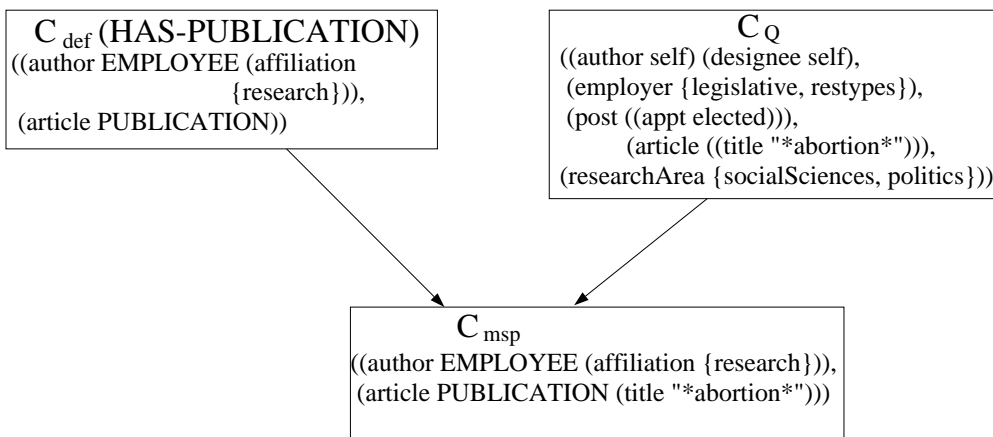 C def (HAS-PUBLICATION)
((author EMPLOYEE (affiliation
{research})),
(article PUBLICATION))
C Q
((author self) (designee self),
(employer {legislative, restypes}),
(post ((appt elected))),
(article ((title "*abortion*"))),
(researchArea {socialSciences, politics}))
C msp
((author EMPLOYEE (affiliation {research})),
(article PUBLICATION (title "*abortion*")))